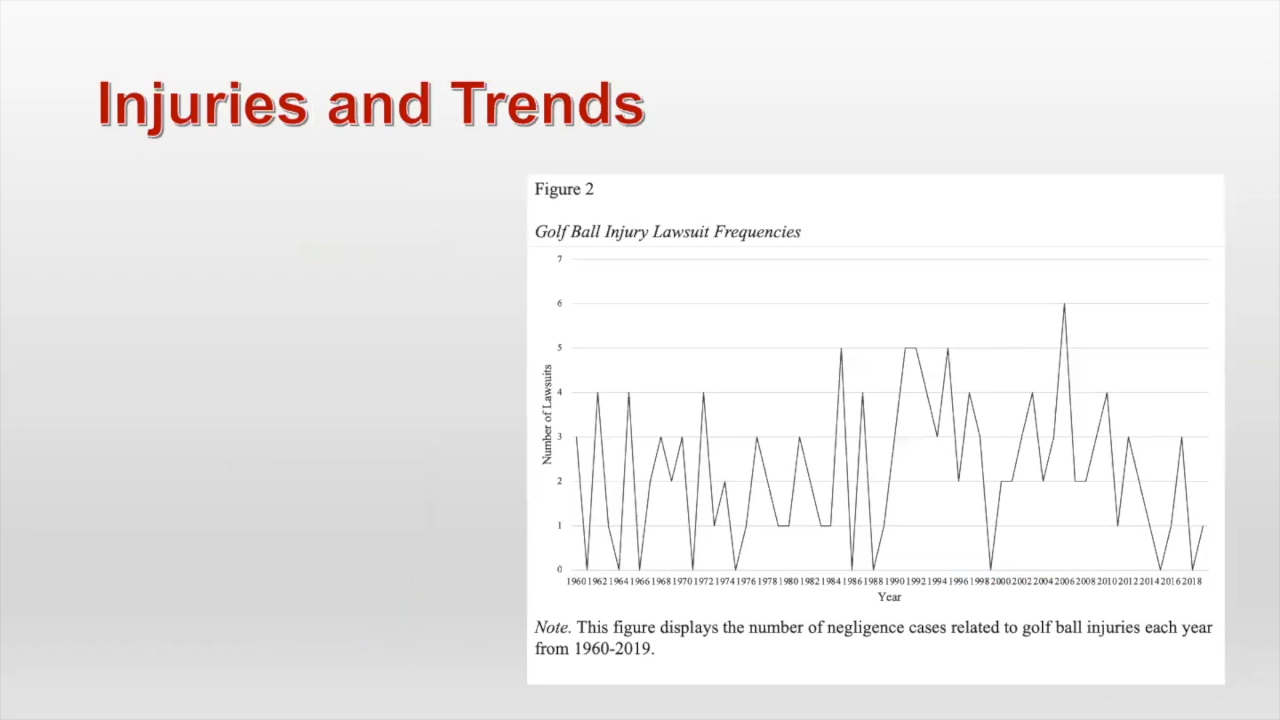 Injuries and Trends
Figure 2
Golf Ball Injury Lawsuit Frequencies
7
6
5
4
3
2
1
0
Number of Lawsuits
1960 1962 1964 1966 1968 1970 1972 1974 1976 1978 1980 1982 1984 1986 1988 1990 1992 1994 1996 1998 2000 2002 2004 2006 2008 2010 2012 2014 2016 2018
Year
Note. This figure displays the number of negligence cases related to golf ball injuries each year
from 1960-2019.